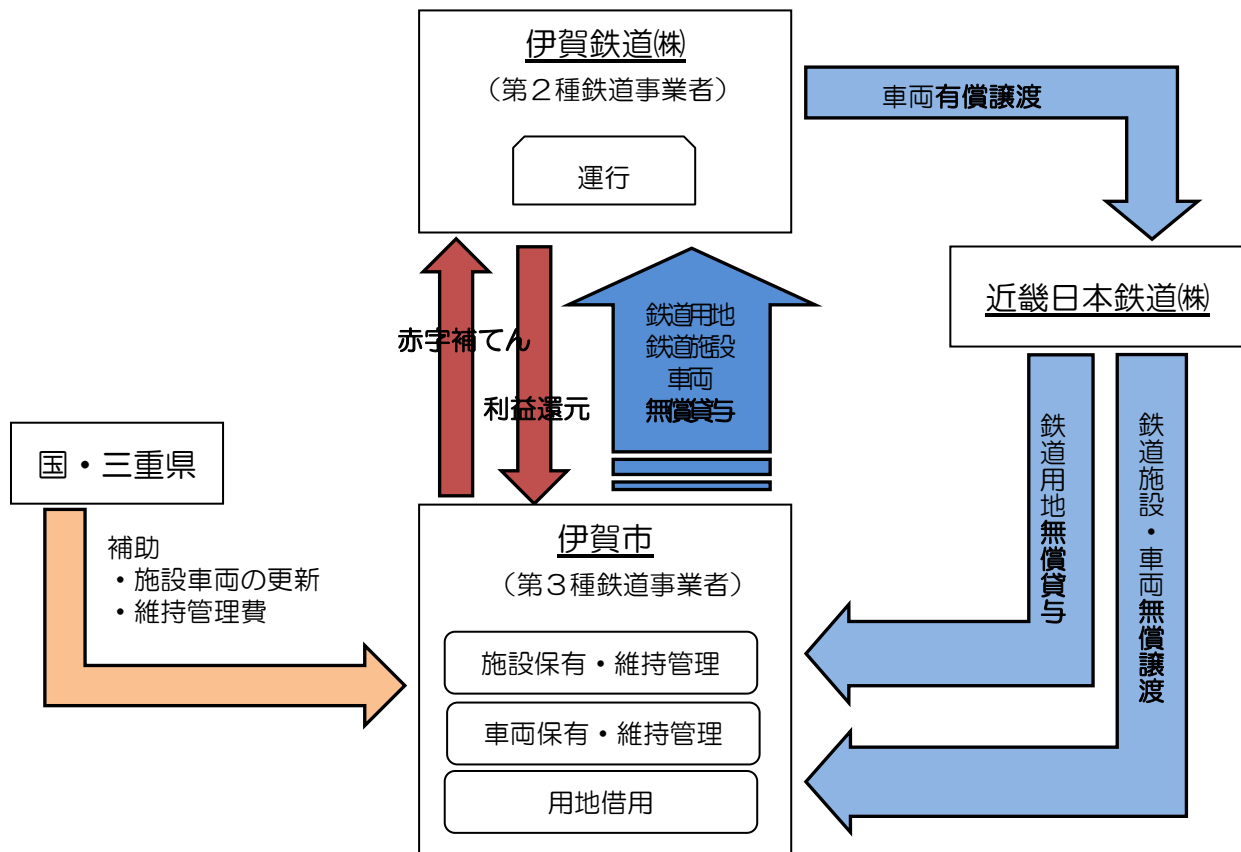 伊賀鉄道㈱
（第２種鉄道事業者）
運行
車両有償譲渡
近畿日本鉄道㈱
赤字補てん
利益還元
鉄道用地
鉄道施設
車両
無償貸与
鉄道用地無償貸与
鉄道施設・車両無償譲渡
国・三重県
補助
・施設車両の更新
・維持管理費
伊賀市
（第３種鉄道事業者）
施設保有・維持管理
車両保有・維持管理
用地借用